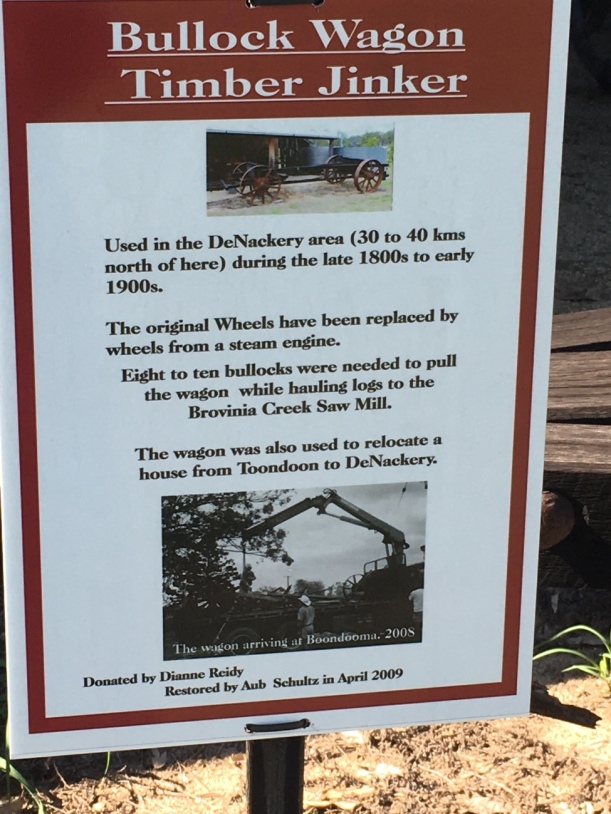 Bullock Wagon
Timber Jinker
Used in the DeNackery area (30 to 40 kms
north of here) during the late 1800s to early
1900s.
The original Wheels have been replaced by
wheels from a steam engine.
Eight to ten bullocks were needed to pull
the wagon while hauling logs to the
Brovinia Creek Saw Mill.
The wagon was also used to relocate a
house from Toondoon to DeNackery.
The wagon arriving at Boondooma. 2008
Donated by Dianne Reidy
Restored by Aub Schultz in April 2009